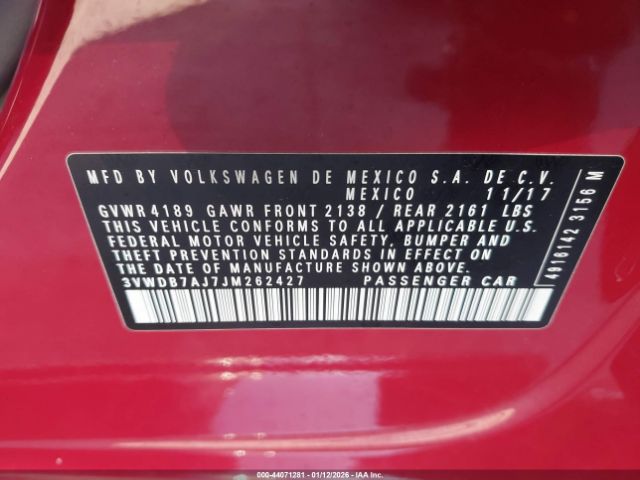 MFD BY VOLKSWAGEN DE MEXICO S.A. DE C.V.
MEXICO 11/17
GVWR 4189 GAWR FRONT 2138 / REAR 2161 LBS
THIS VEHICLE CONFORMS TO ALL APPLICABLE U.S.
FEDERAL MOTOR VEHICLE SAFETY, BUMPER AND
THEFT PREVENTION STANDARDS IN EFFECT ON
THE DATE OF MANUFACTURE SHOWN ABOVE.
3VWDB7AJ7JM262427 PASSENGER CAR
4916142 3156 M
000-44071281 - 01/12/2026 - IAAI.COM